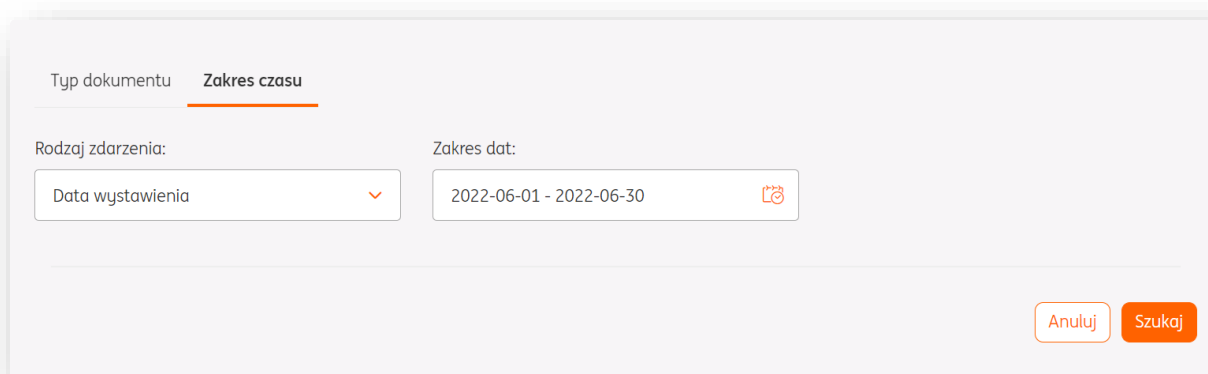 Typ dokumentu Zakres czasu
Rodzaj zdarzenia: Zakres dat:
Data wystawienia 2022-06-01 - 2022-06-30
Anuluj Szukaj